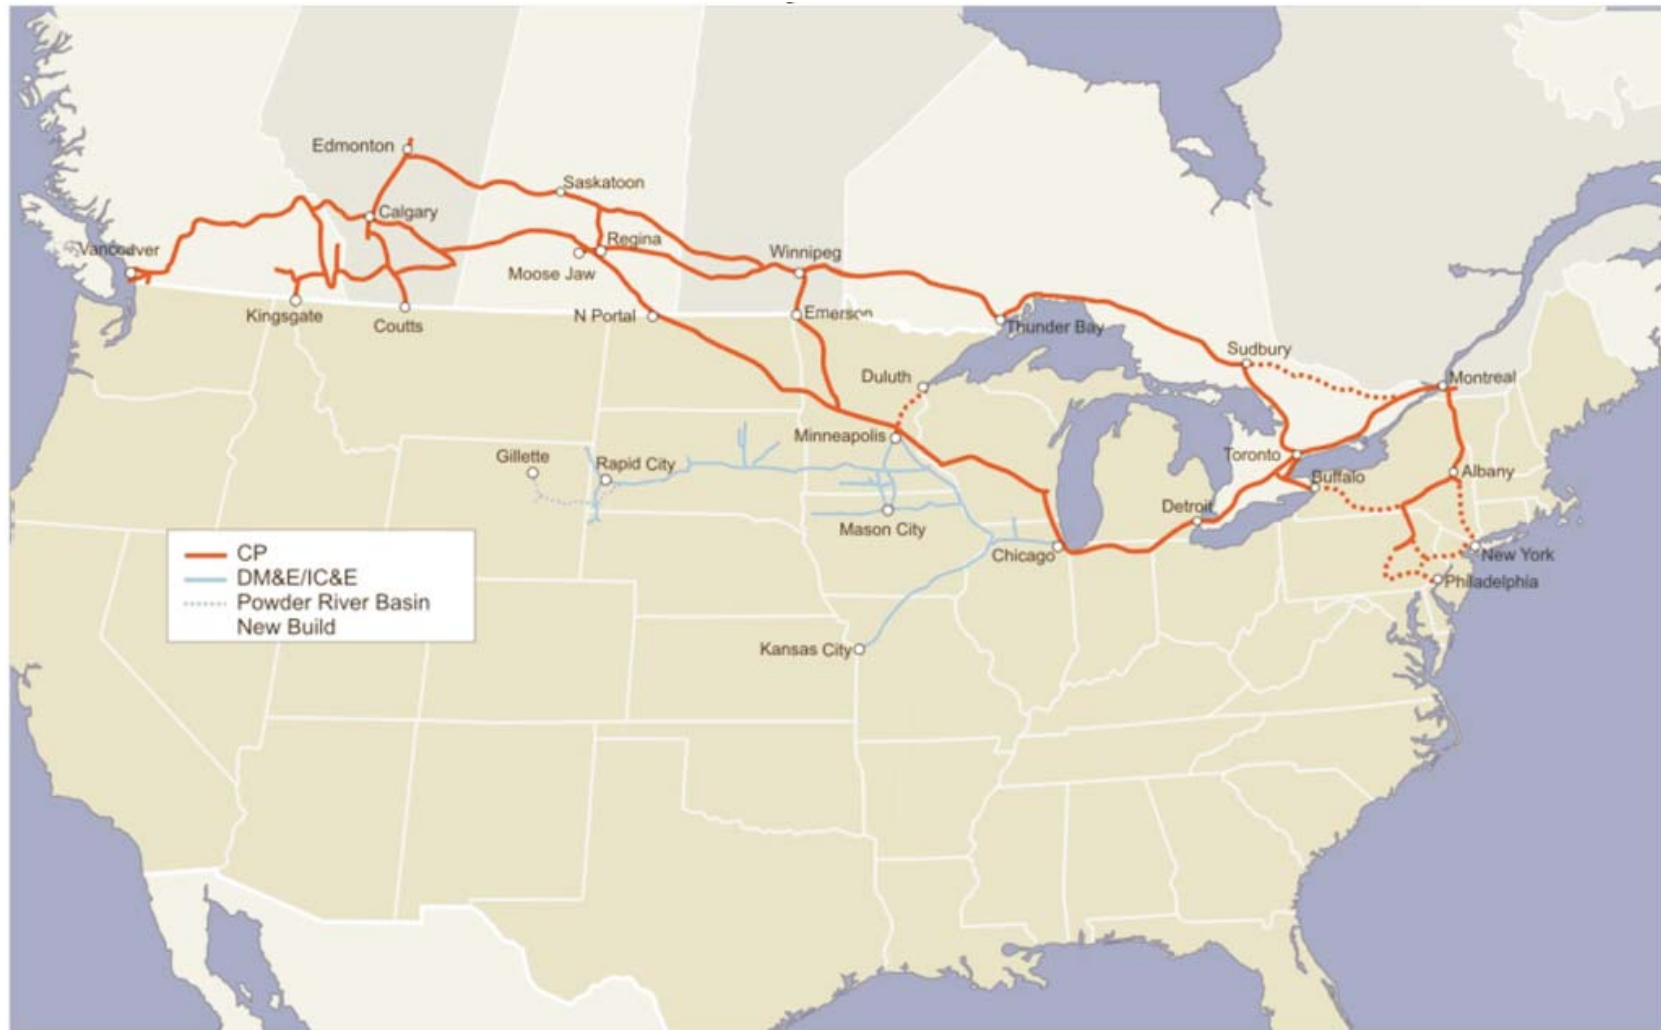 Edmonton
Saskatoon
Calgary
Vancouver
Regina
Moose Jaw
Winnipeg
Kingsgate
Coutts
N Portal
Emerson
Thunder Bay
Sudbury
Duluth
Montreal
Minneapolis
Toronto
Gillette
Rapid City
Buffalo
Albany
Detroit
Mason City
Chicago
New York
Philadelphia
Kansas City
CP
DM&E/IC&E
Powder River Basin
New Build